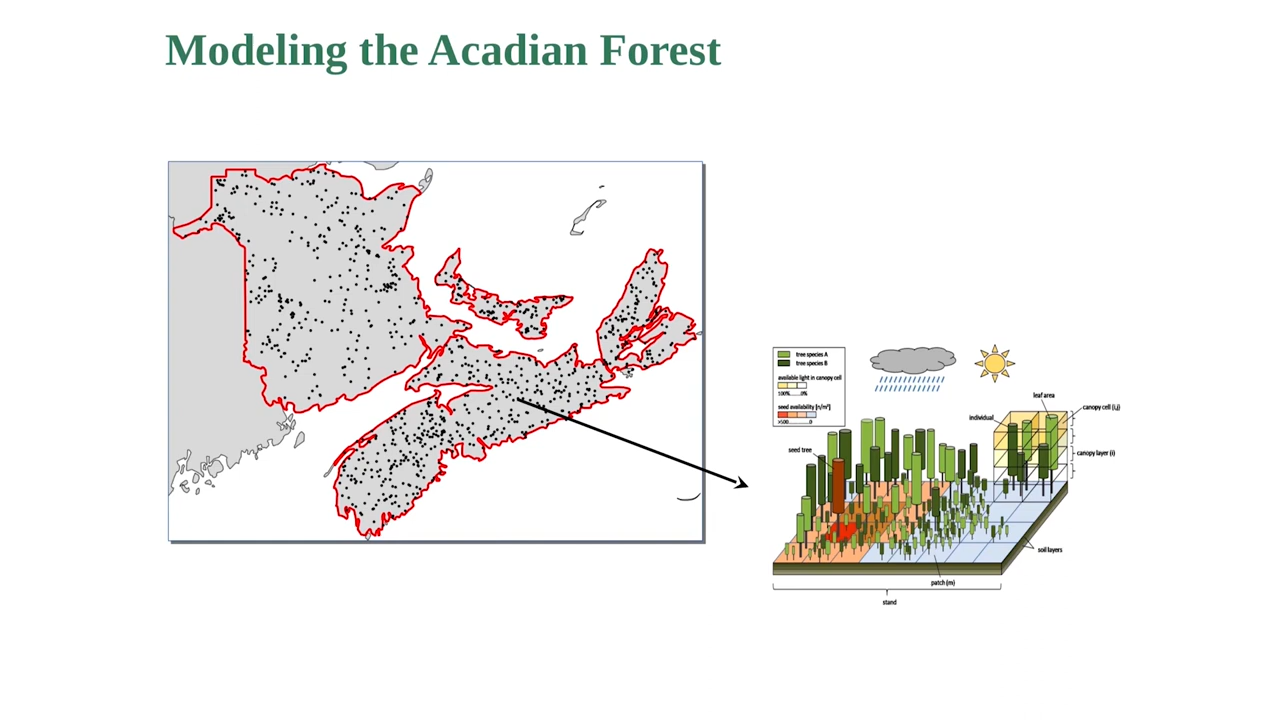 Modeling the Acadian Forest
tree species A
tree species B
available light in canopy cell
100%.....0%
seed availability [n/m²]
>500............0
seed tree
leaf area
individual
canopy cell (i,j)
canopy layer (i)
soil layers
patch (m)
stand